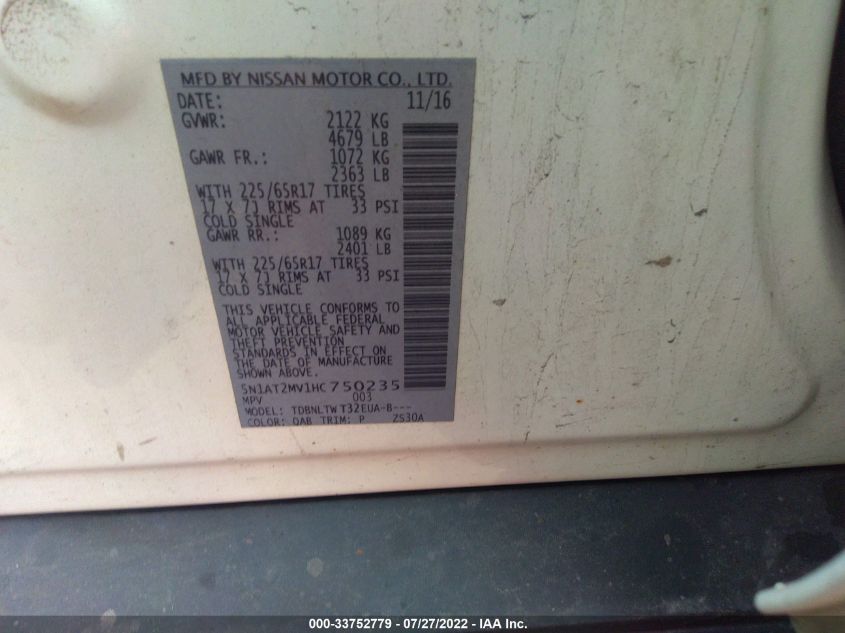 MFD BY NISSAN MOTOR CO., LTD.
DATE: 11/16
GVWR: 2122 KG
4679 LB
GAWR FR.: 1072 KG
2363 LB
WITH 225/65R17 TIRES
17 X 7J RIMS AT 33 PSI
COLD SINGLE
GAWR RR.: 1089 KG
2401 LB
WITH 225/65R17 TIRES
17 X 7J RIMS AT 33 PSI
COLD SINGLE
THIS VEHICLE CONFORMS TO
ALL APPLICABLE FEDERAL
MOTOR VEHICLE SAFETY AND
THEFT PREVENTION
STANDARDS IN EFFECT ON
THE DATE OF MANUFACTURE
SHOWN ABOVE.
5N1AT2MV1HC750235
MPV 003
MODEL: TDBNLTW T32EUA-B---
COLOR: QAB TRIM: P ZS30A
000-33752779 - 07/27/2022 - IAA Inc.